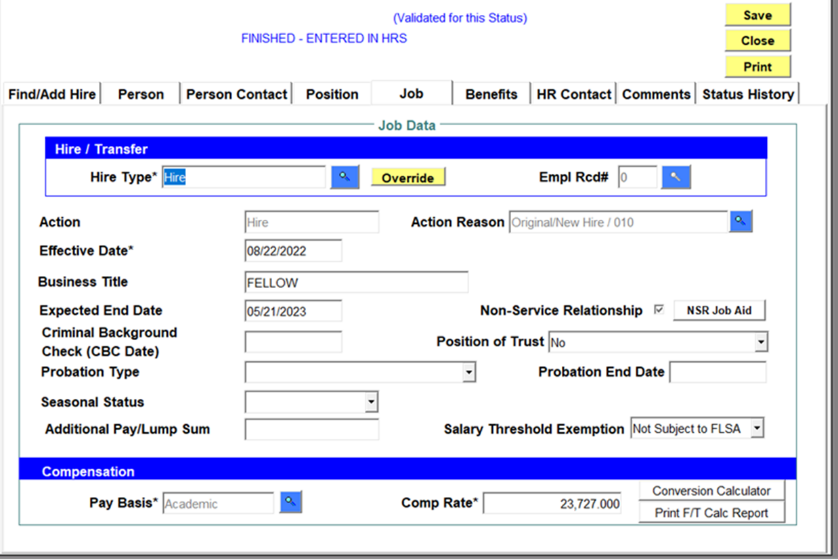 (Validated for this Status)
Save
FINISHED - ENTERED IN HRS
Close
Print
Find/Add Hire Person Person Contact Position Job Benefits HR Contact Comments Status History
Job Data
Hire / Transfer
Hire Type* Hire Override Empl Rcd# 0
Action Hire Action Reason Original/New Hire / 010
Effective Date* 08/22/2022
Business Title FELLOW
Expected End Date 05/21/2023 Non-Service Relationship NSR Job Aid
Criminal Background
Check (CBC Date) Position of Trust No
Probation Type Probation End Date
Seasonal Status
Additional Pay/Lump Sum Salary Threshold Exemption Not Subject to FLSA
Compensation
Pay Basis* Academic Comp Rate* 23,727.000 Conversion Calculator
Print F/T Calc Report